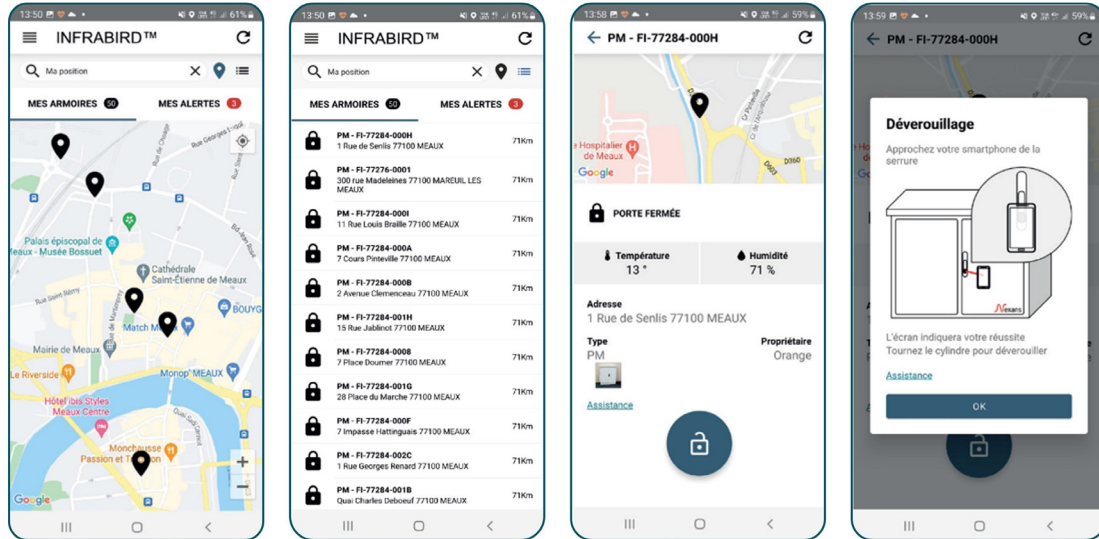 13:50
61%
INFRABIRD™
Ma position
MES ARMOIRES 50
MES ALERTES 3
Rue de Chaage
Palais épiscopal de
Meaux - Musée Bossuet
Cathédrale
Saint-Étienne de Meaux
Rue Saint Rémy
BOUYG
Match M
Mairie de Meaux
Monop' MEAUX
Le Riverside
Hôtel ibis Styles
Meaux Centre
Quai Sadi Carnot
Monchausse
Passion et T
Google
13:50
61%
INFRABIRD™
Ma position
MES ARMOIRES 50
MES ALERTES 3
PM - FI-77284-000H
1 Rue de Senlis 77100 MEAUX
71Km
PM - FI-77276-0001
300 rue Madeleines 77100 MAREUIL LES
MEAUX
71Km
PM - FI-77284-000I
11 Rue Louis Braille 77100 MEAUX
71Km
PM - FI-77284-000A
7 Cours Pinteville 77100 MEAUX
71Km
PM - FI-77284-000B
2 Avenue Clemenceau 77100 MEAUX
71Km
PM - FI-77284-001H
15 Rue Jablinot 77100 MEAUX
71Km
PM - FI-77284-0008
7 Place Doumer 77100 MEAUX
71Km
PM - FI-77284-001G
28 Place du Marche 77100 MEAUX
71Km
PM - FI-77284-000F
7 Impasse Hattinguais 77100 MEAUX
71Km
PM - FI-77284-002C
1 Rue Georges Renard 77100 MEAUX
71Km
PM - FI-77284-001B
Quai Charles Deboeuf 77100 MEAUX
71Km
13:58
59%
PM - FI-77284-000H
D603
Cr Pinteville
e Hospitalier
de Meaux
D360
D603
Google
PORTE FERMÉE
Température
13 °
Humidité
71 %
Adresse
1 Rue de Senlis 77100 MEAUX
Type
PM
Propriétaire
Orange
Assistance
13:59
59%
PM - FI-77284-000H
Déverouillage
Approchez votre smartphone de la
serrure
Nexans
L'écran indiquera votre réussite
Tournez le cylindre pour déverouiller
Assistance
OK